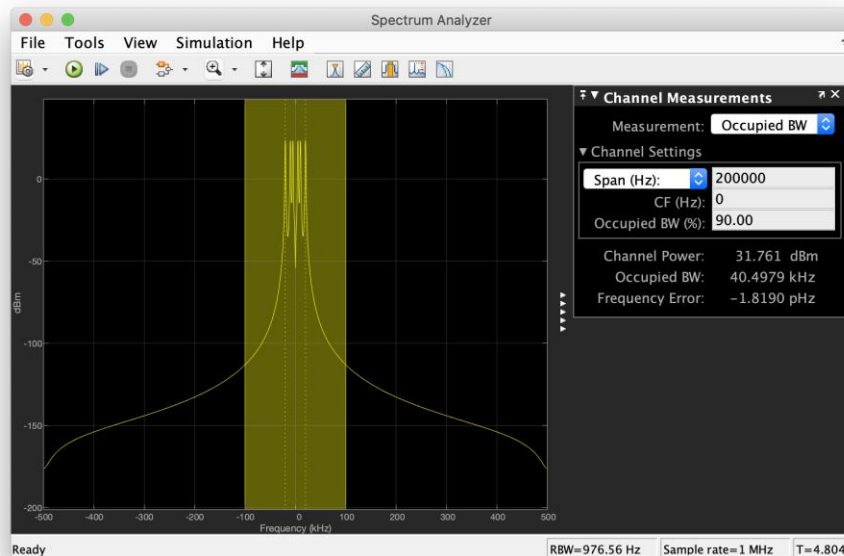 Spectrum Analyzer
File Tools View Simulation Help
Channel Measurements
Measurement: Occupied BW
Channel Settings
Span (Hz): 200000
CF (Hz): 0
Occupied BW (%): 90.00
Channel Power: 31.761 dBm
Occupied BW: 40.4979 kHz
Frequency Error: -1.8190 pHz
dBm
0
-50
-100
-150
-200
-500 -400 -300 -200 -100 0 100 200 300 400 500
Frequency (kHz)
Ready RBW=976.56 Hz Sample rate=1 MHz T=4.804